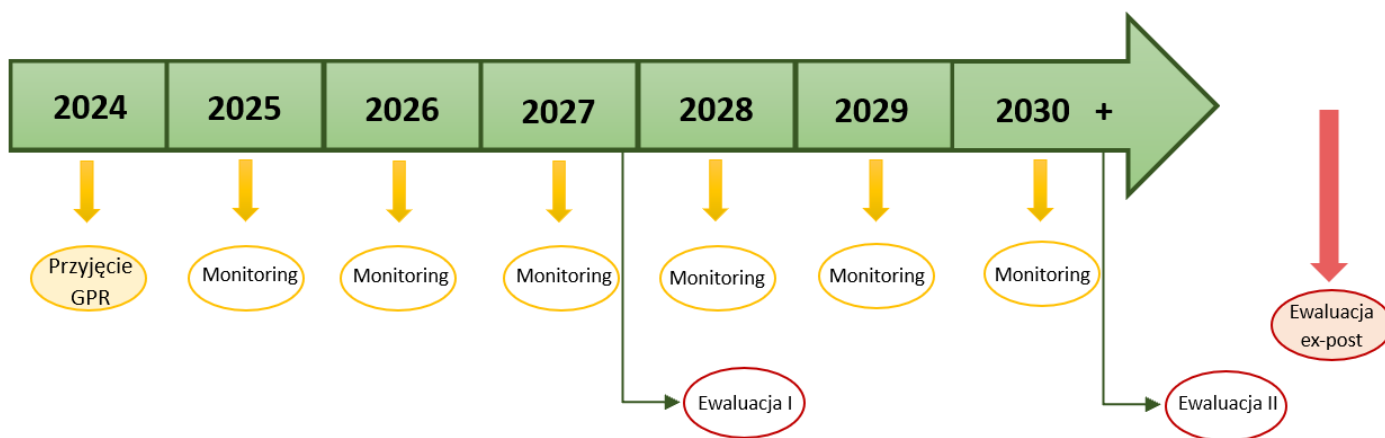 2024 2025 2026 2027 2028 2029 2030 +
Przyjęcie
GPR
Monitoring
Monitoring
Monitoring
Monitoring
Monitoring
Monitoring
Ewaluacja
ex-post
Ewaluacja I
Ewaluacja II